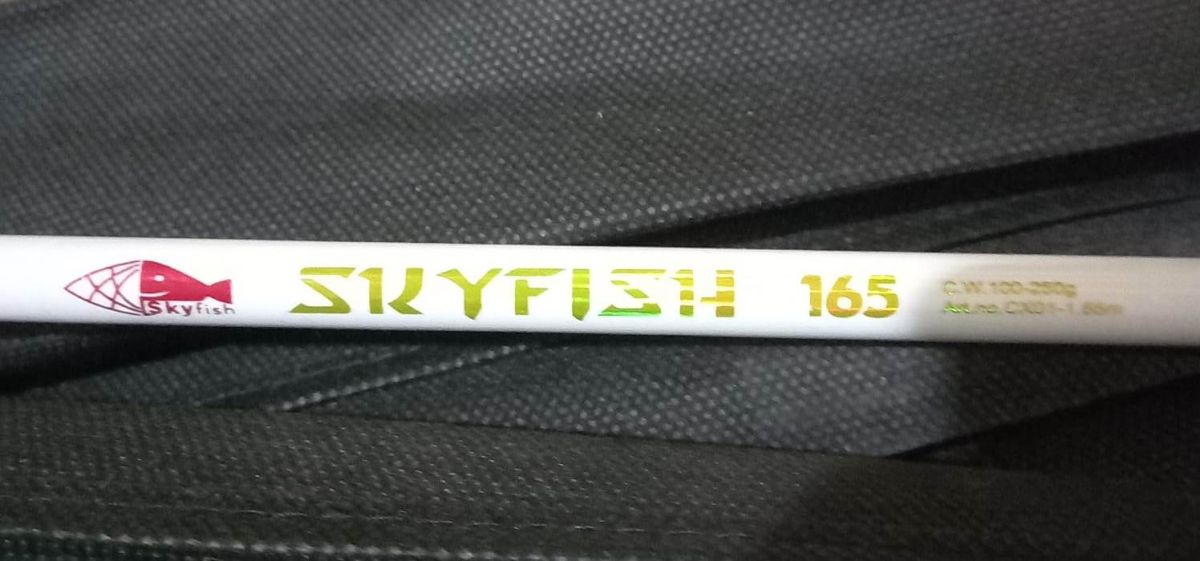 Skyfish
SKYFISH 165
C.W. 100-250g
Art.no. CX01-1.65m